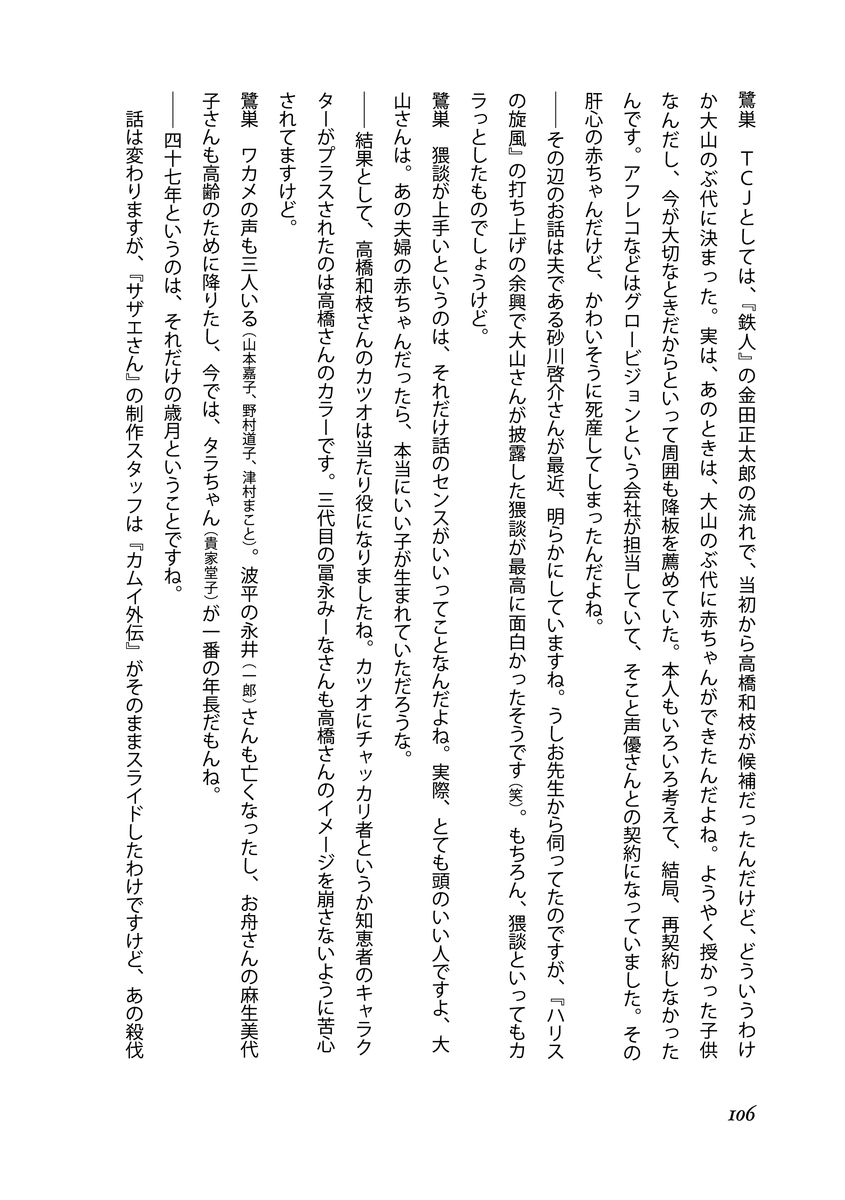 鷺巣　ＴＣＪとしては、『鉄人』の金田正太郎の流れで、当初から高橋和枝が候補だったんだけど、どういうわけ
か大山のぶ代に決まった。実は、あのときは、大山のぶ代に赤ちゃんができたんだよね。ようやく授かった子供
なんだし、今が大切なときだからといって周囲も降板を薦めていた。本人もいろいろ考えて、結局、再契約しなかった
んです。アフレコなどはグロービジョンという会社が担当していて、そこと声優さんとの契約になっていました。その
肝心の赤ちゃんだけど、かわいそうに死産してしまったんだよね。
――その辺のお話は夫である砂川啓介さんが最近、明らかにしていますね。うしお先生から伺ってたのですが、『ハリス
の旋風』の打ち上げの余興で大山さんが披露した猥談が最高に面白かったそうです（笑）。もちろん、猥談といってもカ
ラっとしたものでしょうけど。
鷺巣　猥談が上手いというのは、それだけ話のセンスがいいってことなんだよね。実際、とても頭のいい人ですよ、大
山さんは。あの夫婦の赤ちゃんだったら、本当にいい子が生まれていただろうな。
――結果として、高橋和枝さんのカツオは当たり役になりましたね。カツオにチャッカリ者というか知恵者のキャラク
ターがプラスされたのは高橋さんのカラーです。三代目の冨永みーなさんも高橋さんのイメージを崩さないように苦心
されてますけど。
鷺巣　ワカメの声も三人いる（山本嘉子、野村道子、津村まこと）。波平の永井（一郎）さんも亡くなったし、お舟さんの麻生美代
子さんも高齢のために降りたし、今では、タラちゃん（貴家堂子）が一番の年長だもんね。
――四十七年というのは、それだけの歳月ということですね。
　話は変わりますが、『サザエさん』の制作スタッフは『カムイ外伝』がそのままスライドしたわけですけど、あの殺伐
106